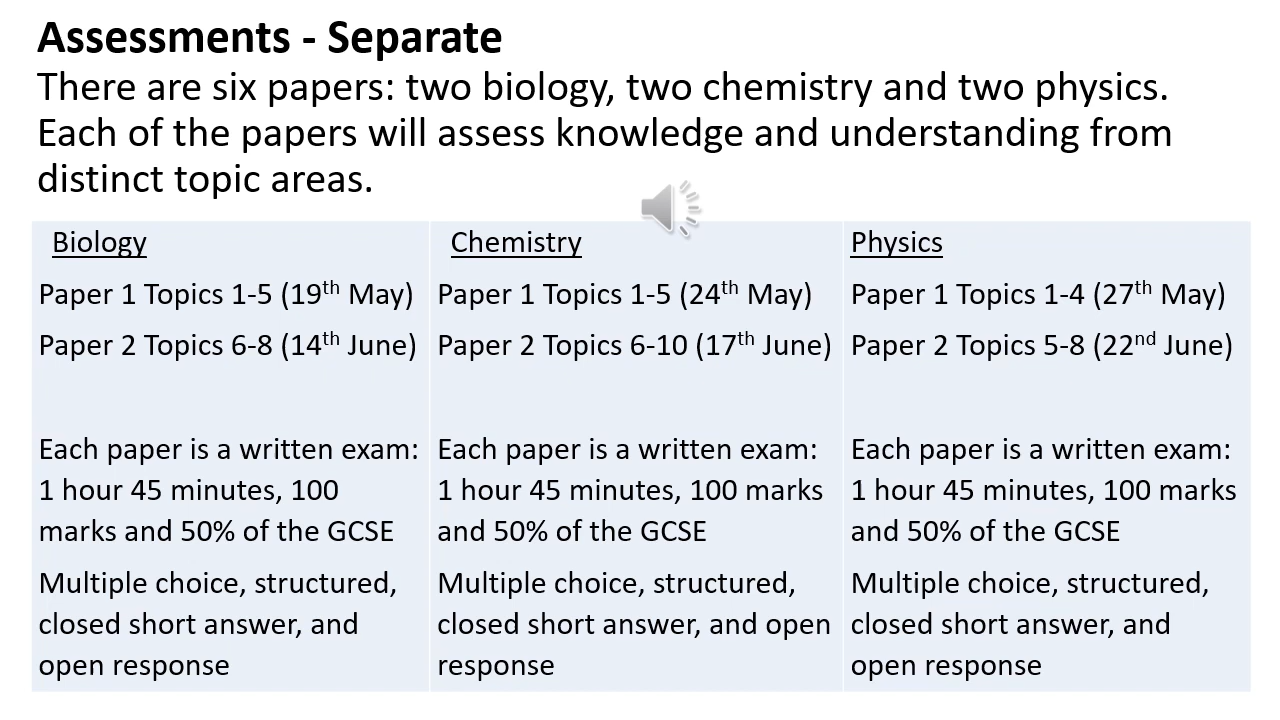 Assessments - Separate
There are six papers: two biology, two chemistry and two physics.
Each of the papers will assess knowledge and understanding from
distinct topic areas.
Biology
Paper 1 Topics 1-5 (19th May)
Paper 2 Topics 6-8 (14th June)
Each paper is a written exam:
1 hour 45 minutes, 100
marks and 50% of the GCSE
Multiple choice, structured,
closed short answer, and
open response
Chemistry
Paper 1 Topics 1-5 (24th May)
Paper 2 Topics 6-10 (17th June)
Each paper is a written exam:
1 hour 45 minutes, 100 marks
and 50% of the GCSE
Multiple choice, structured,
closed short answer, and open
response
Physics
Paper 1 Topics 1-4 (27th May)
Paper 2 Topics 5-8 (22nd June)
Each paper is a written exam:
1 hour 45 minutes, 100 marks
and 50% of the GCSE
Multiple choice, structured,
closed short answer, and
open response